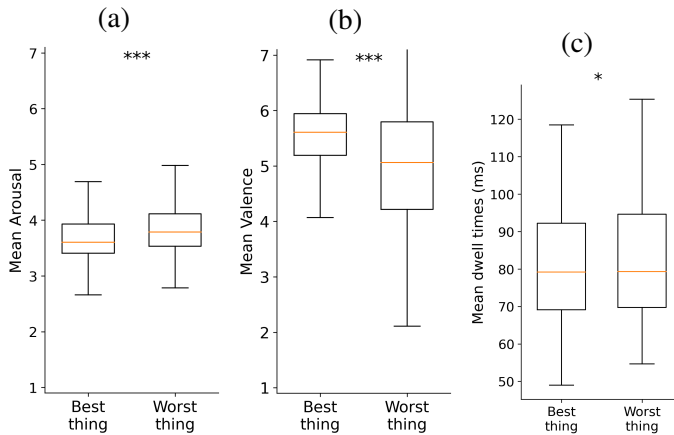 (a)
***
Mean Arousal
7
6
5
4
3
2
1
Best thing
Worst thing
(b)
***
Mean Valence
7
6
5
4
3
2
1
Best thing
Worst thing
(c)
*
Mean dwell times (ms)
120
110
100
90
80
70
60
50
Best thing
Worst thing